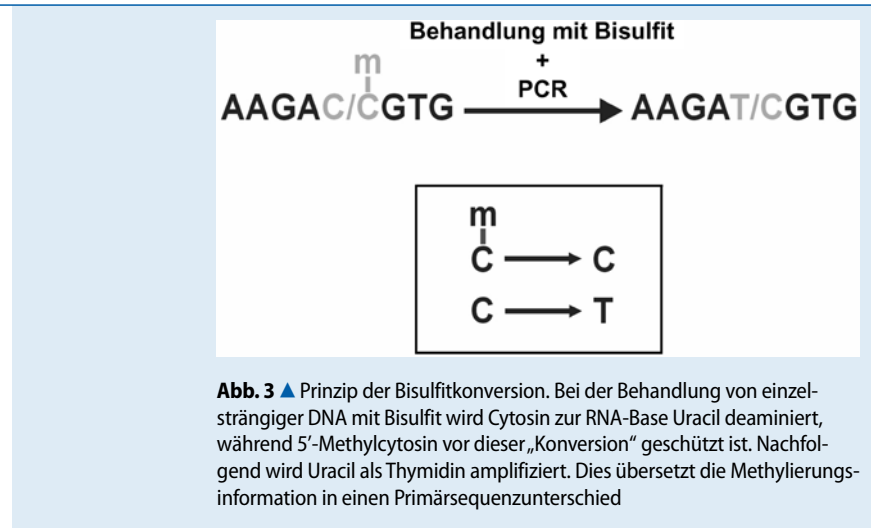 Behandlung mit Bisulfit
m
+
PCR
AAGAC/CGTG
AAGAT/CGTG
m
C C
C T
Abb. 3 ▲ Prinzip der Bisulfitkonversion. Bei der Behandlung von einzel-
strängiger DNA mit Bisulfit wird Cytosin zur RNA-Base Uracil deaminiert,
während 5’-Methylcytosin vor dieser „Konversion“ geschützt ist. Nachfol-
gend wird Uracil als Thymidin amplifiziert. Dies übersetzt die Methylierungs-
information in einen Primärsequenzunterschied